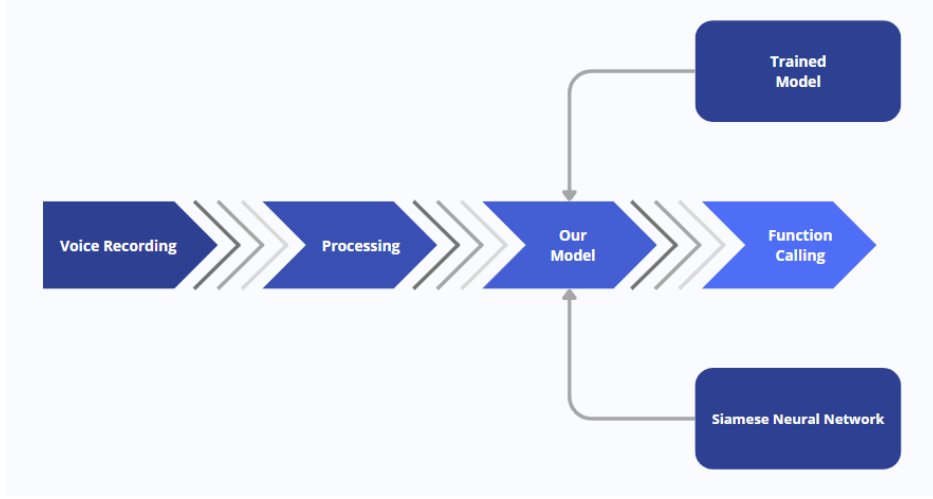 Trained
Model
Voice Recording
Processing
Our
Model
Function
Calling
Siamese Neural Network